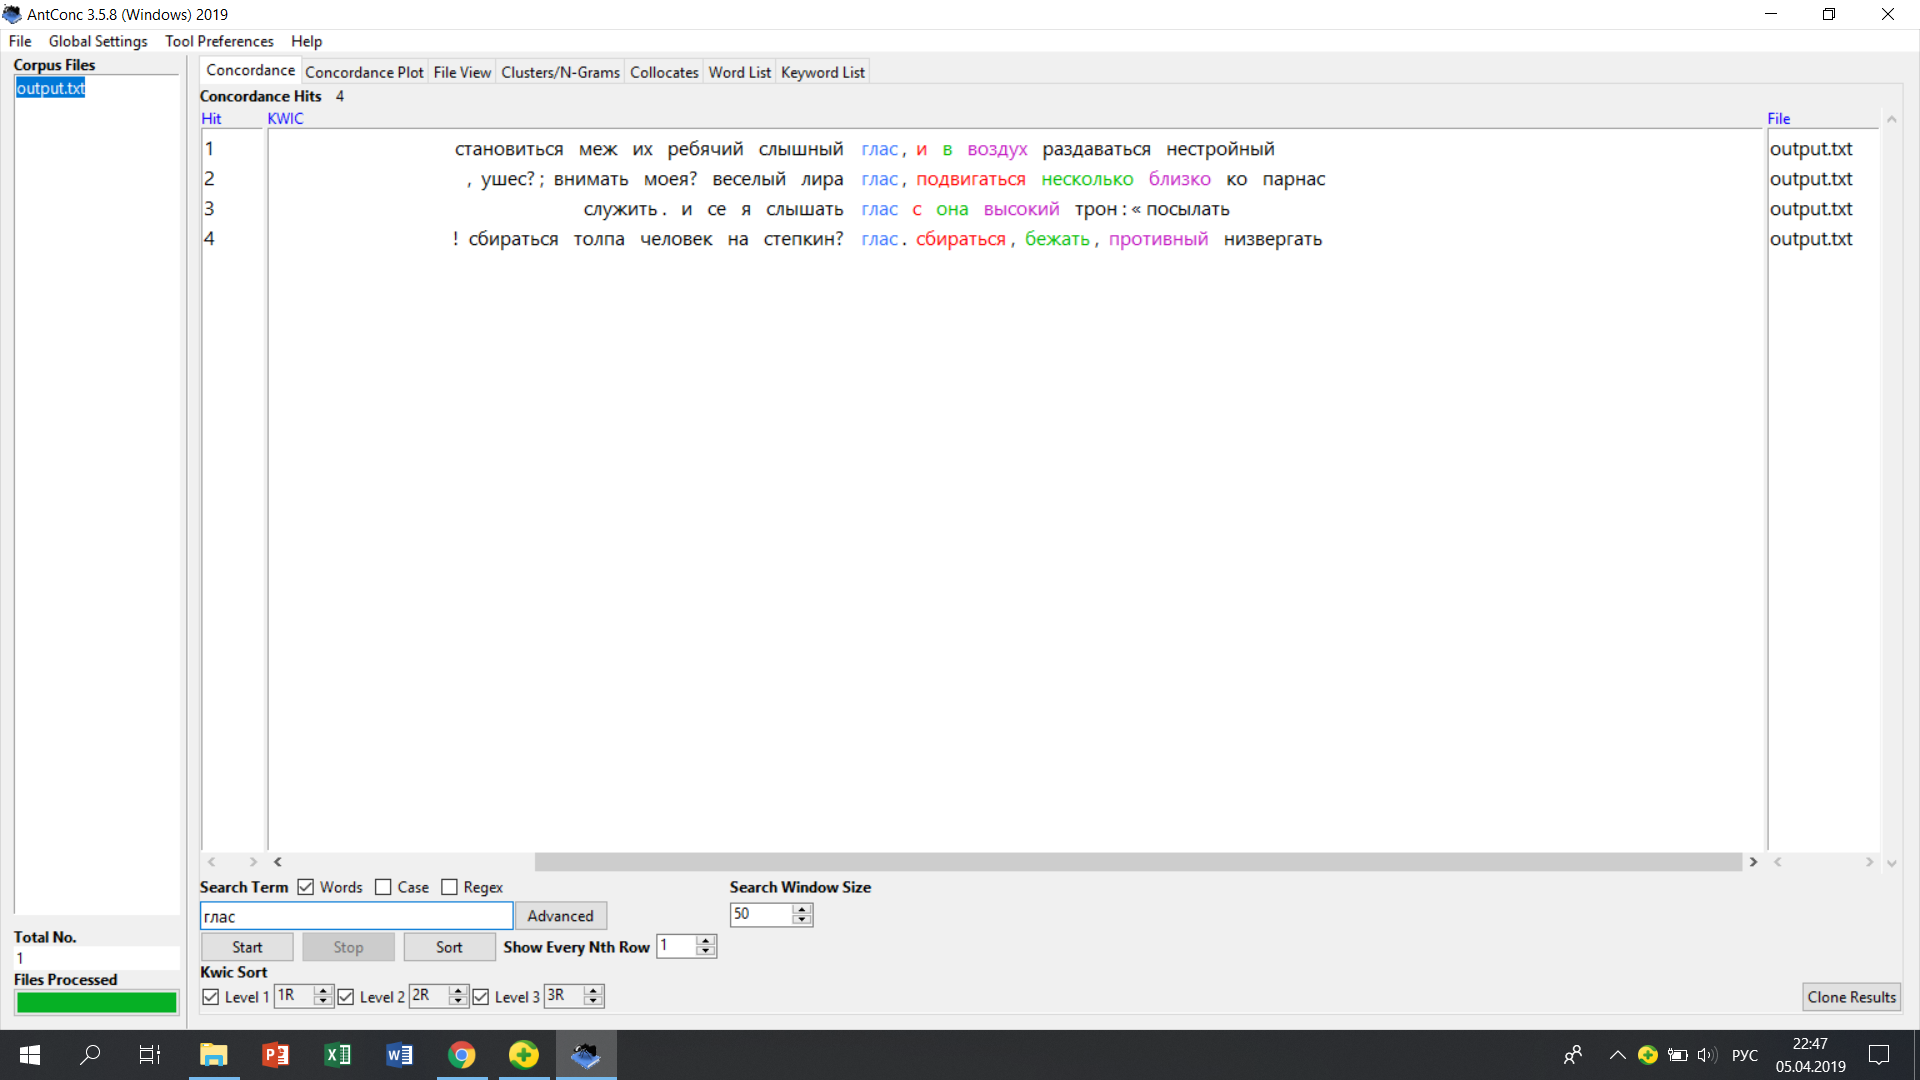 AntConc 3.5.8 (Windows) 2019
File Global Settings Tool Preferences Help
Corpus Files
output.txt
Concordance Concordance Plot File View Clusters/N-Grams Collocates Word List Keyword List
Concordance Hits 4
Hit KWIC File
1 становиться меж их ребячий слышный глас, и в воздух раздаваться нестройный output.txt
2 , ушес?; внимать моея? веселый лира глас, подвигаться несколько близко ко парнас output.txt
3 служить. и се я слышать глас с она высокий трон:« посылать output.txt
4 ! сбираться толпа человек на степкин? глас. сбираться, бежать, противный низвергать output.txt
Search Term Words Case Regex Search Window Size
глас Advanced 50
Start Stop Sort Show Every Nth Row 1
Kwic Sort
Level 1 1R Level 2 2R Level 3 3R
Clone Results
Total No.
1
Files Processed
РУС
22:47
05.04.2019